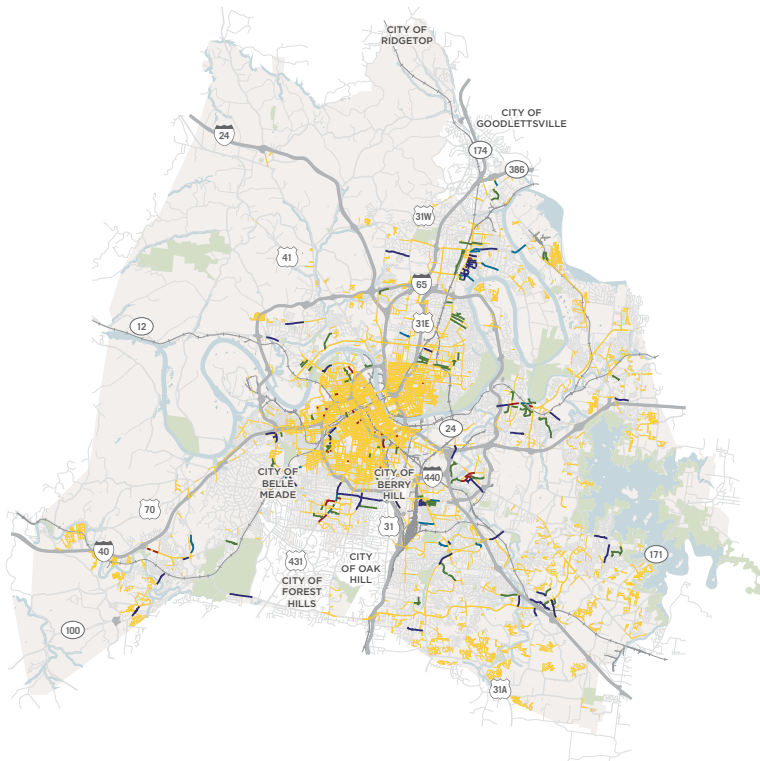 CITY OF
RIDGETOP
CITY OF
GOODLETTSVILLE
24
174
386
31W
41
65
12
31E
24
CITY OF
BELLE
MEADE
CITY OF
BERRY
HILL
440
70
31
40
431
CITY
OF OAK
HILL
171
CITY OF
FOREST
HILLS
100
31A